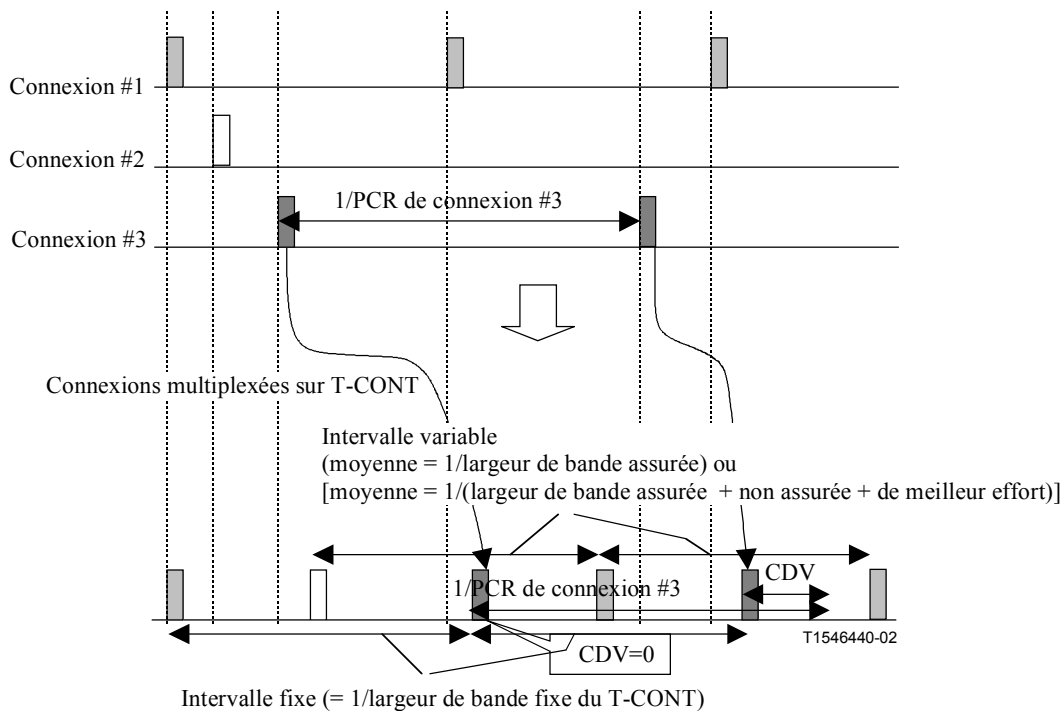 Connexion #1
Connexion #2
1/PCR de connexion #3
Connexion #3
Connexions multiplexées sur T-CONT
Intervalle variable
(moyenne = 1/largeur de bande assurée) ou
[moyenne = 1/(largeur de bande assurée + non assurée + de meilleur effort)]
CDV
1/PCR de connexion #3
T1546440-02
CDV=0
Intervalle fixe (= 1/largeur de bande fixe du T-CONT)